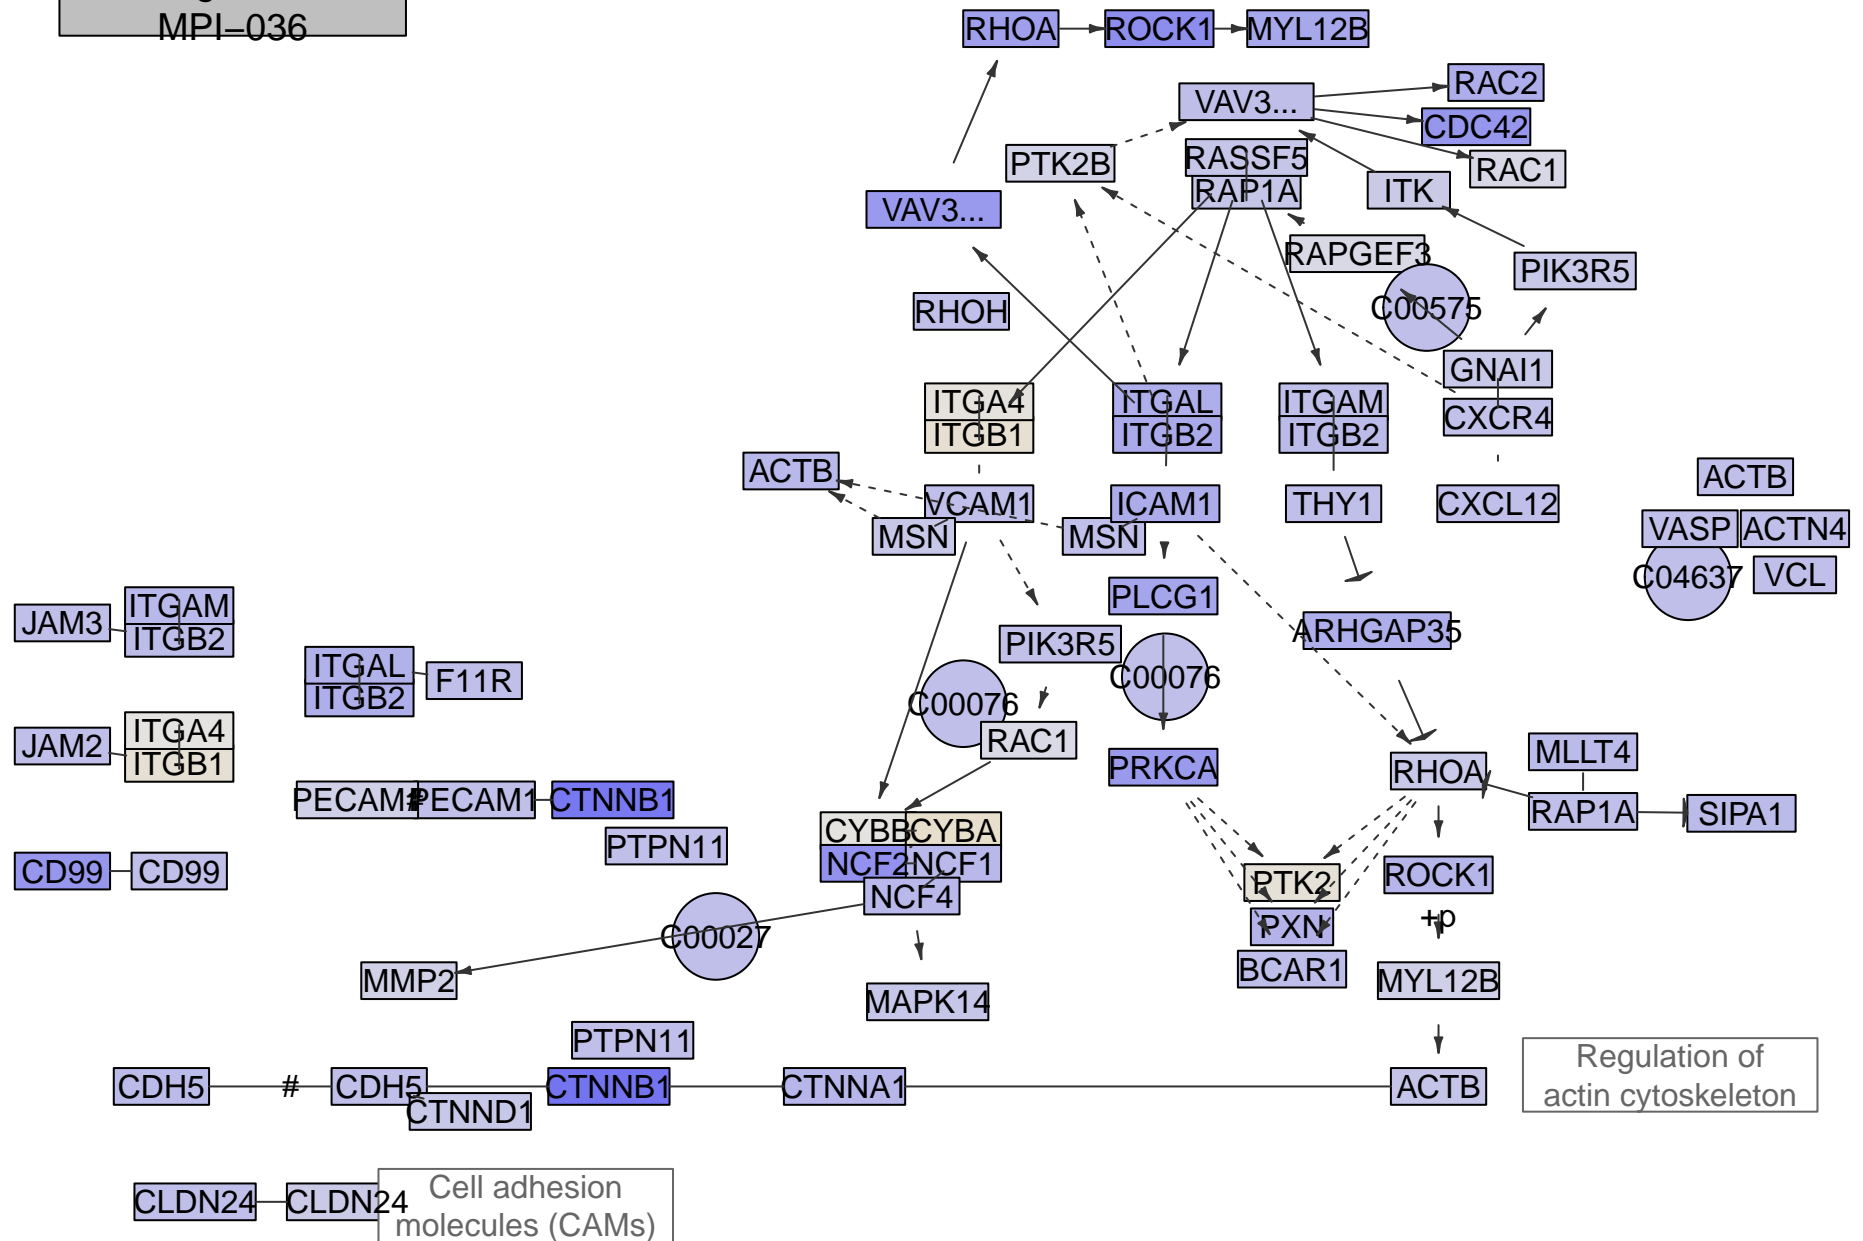 MPI−036
RHOA
ROCK1
MYL12B
VAV3...
RAC2
CDC42
RAC1
PTK2B
RASSF5
RAP1A
ITK
VAV3...
RAPGEF3
PIK3R5
RHOH
C00575
GNAI1
ITGA4
ITGAL
ITGAM
CXCR4
ITGB1
ITGB2
ITGB2
ACTB
ACTB
VCAM1
ICAM1
THY1
CXCL12
MSN
MSN
VASP
ACTN4
C04637
VCL
PLCG1
JAM3
ITGAM
ITGB2
ARHGAP35
PIK3R5
ITGAL
F11R
ITGB2
C00076
C00076
JAM2
ITGA4
ITGB1
RAC1
PRKCA
RHOA
MLLT4
PECAM1
#
PECAM1
CTNNB1
RAP1A
SIPA1
CYBB
CYBA
PTPN11
NCF2
NCF1
CD99
CD99
NCF4
PTK2
ROCK1
+p
C00027
PXN
BCAR1
MMP2
MYL12B
MAPK14
PTPN11
CDH5
#
CDH5
CTNNB1
CTNNA1
ACTB
CTNND1
Regulation of
actin cytoskeleton
CLDN24
CLDN24
Cell adhesion
molecules (CAMs)